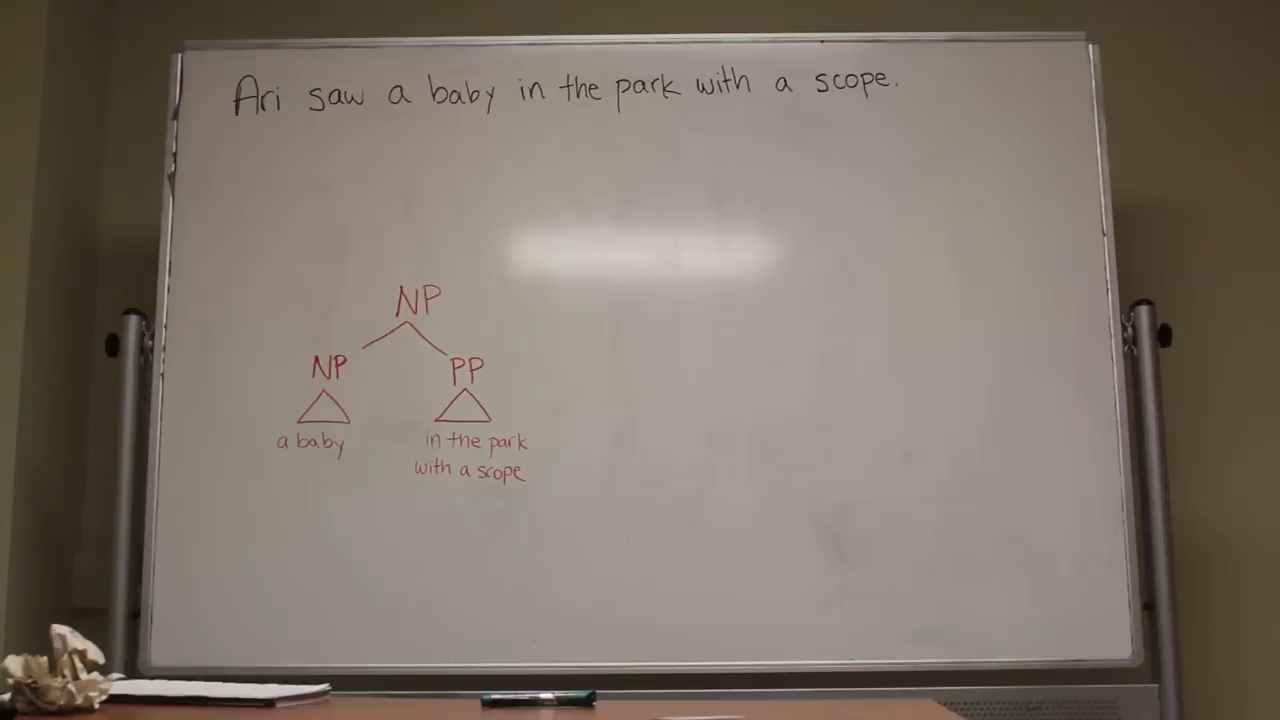 Ari saw a baby in the park with a scope.
NP
NP PP
a baby in the park
with a scope